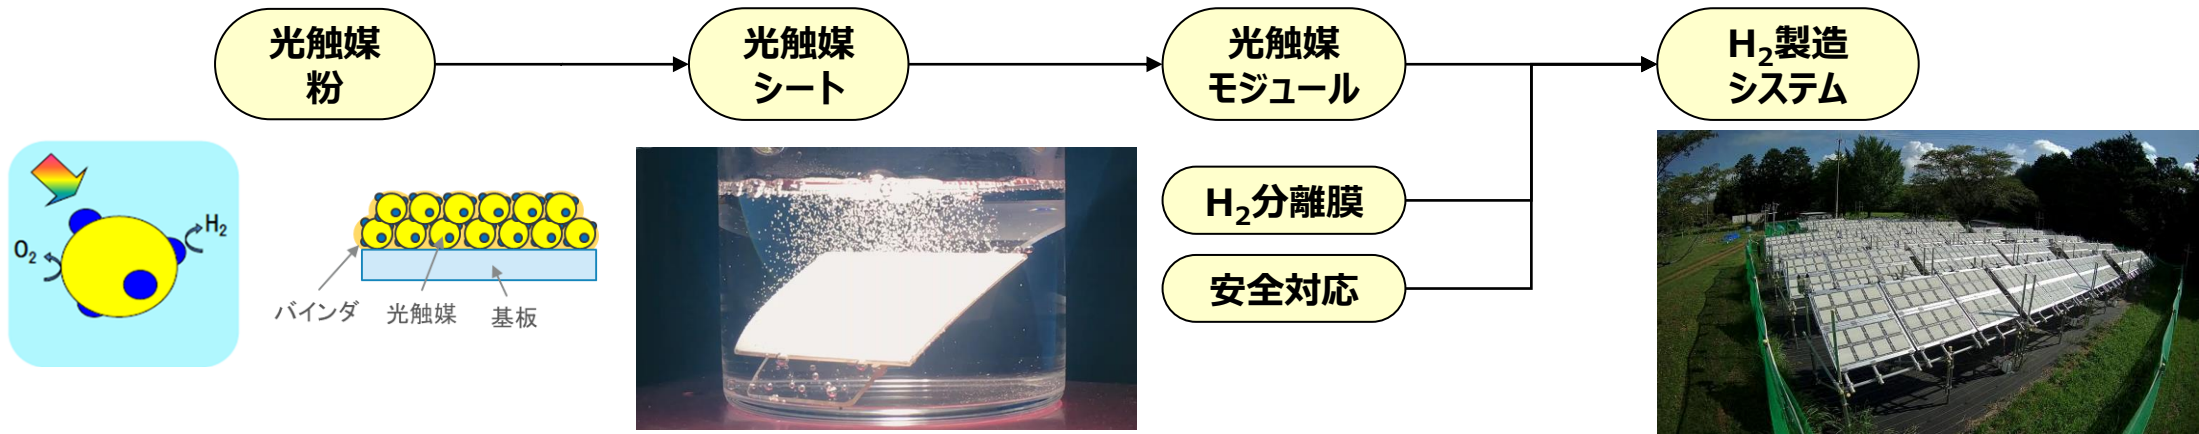 光触媒
粉
光触媒
シート
光触媒
モジュール
H₂製造
システム
H₂分離膜
安全対応
O₂
H₂
バインダ
光触媒
基板